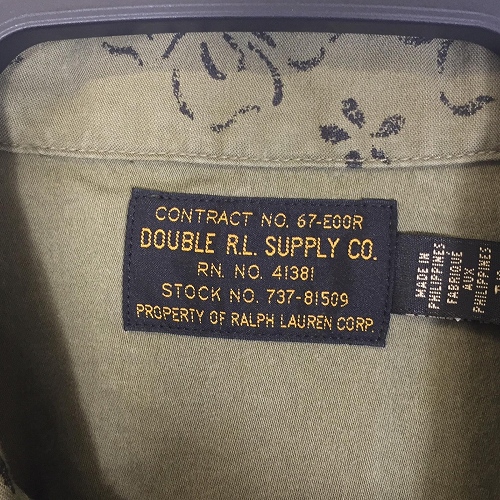 CONTRACT NO. 67-E00R
DOUBLE R.L. SUPPLY CO.
RN. NO. 41381
STOCK NO. 737-81509
PROPERTY OF RALPH LAUREN CORP.
MADE IN
PHILIPPINES
FABRIQUÉ
AUX
PHILIPPINES